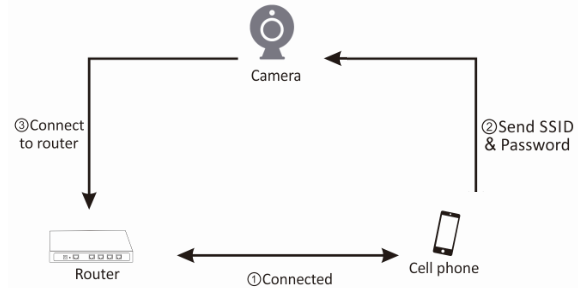 Camera
③Connect
to router
②Send SSID
& Password
Router
Cell phone
①Connected